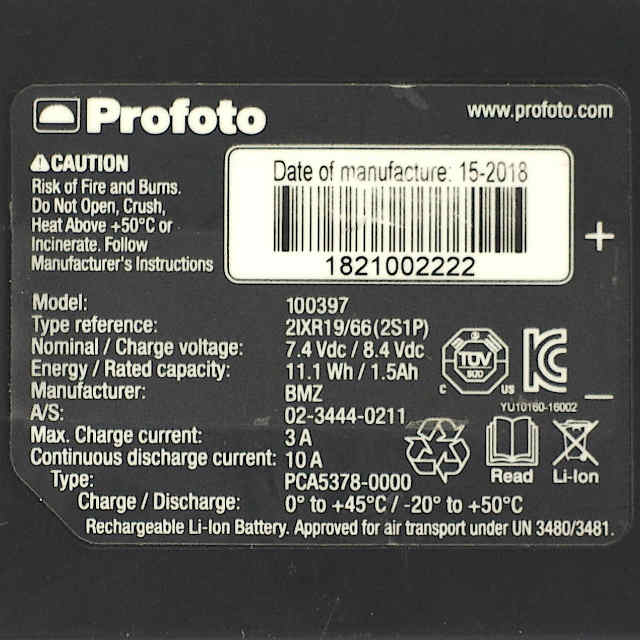 Profoto
www.profoto.com
CAUTION
Risk of Fire and Burns.
Do Not Open, Crush,
Heat Above +50°C or
Incinerate. Follow
Manufacturer's Instructions
Date of manufacture: 15-2018
1821002222
+
Model: 100397
Type reference: 2IXR19/66 (2S1P)
Nominal / Charge voltage: 7.4 Vdc / 8.4 Vdc
Energy / Rated capacity: 11.1 Wh / 1.5Ah
Manufacturer: BMZ
A/S: 02-3444-0211
Max. Charge current: 3 A
Continuous discharge current: 10 A
Type: PCA5378-0000
Charge / Discharge: 0° to +45°C / -20° to +50°C
Rechargeable Li-Ion Battery. Approved for air transport under UN 3480/3481.
TÜV
SÜD
C US
KC
YU10160-16002
–
Read
Li-Ion